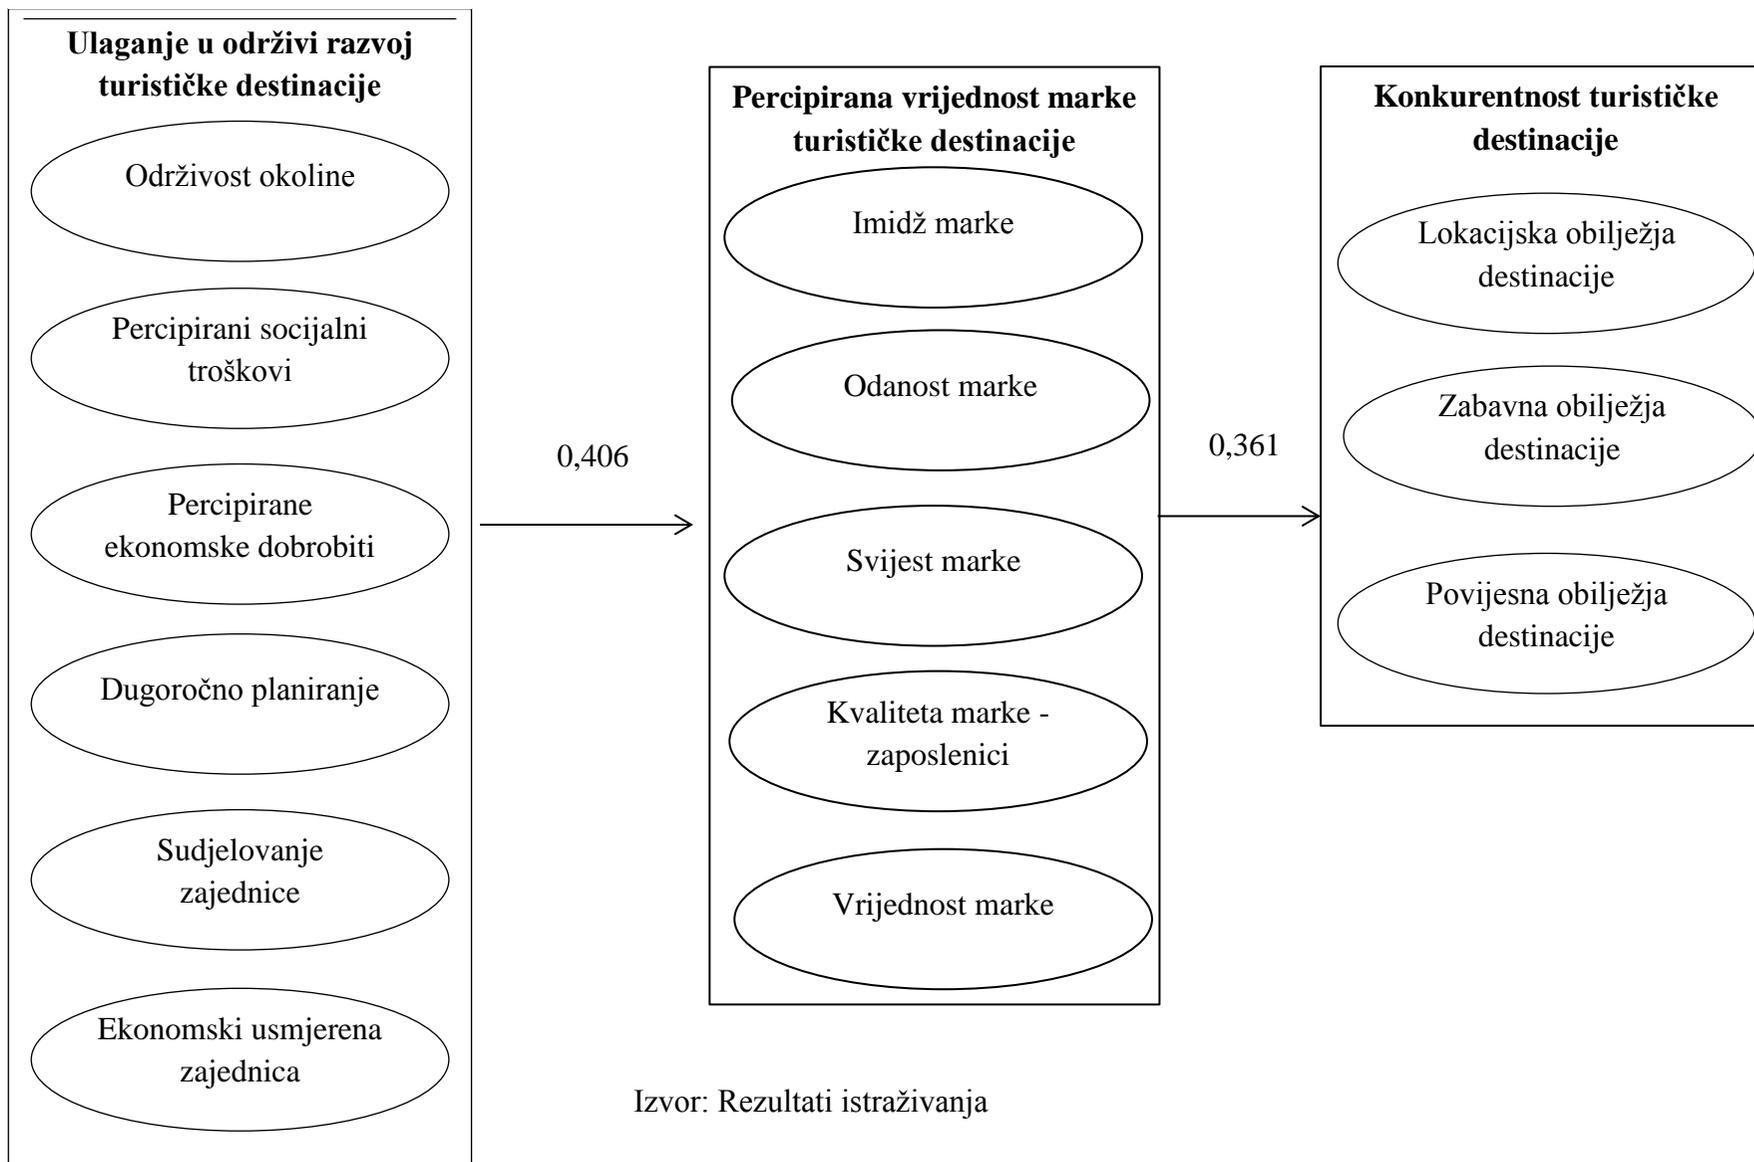 Ulaganje u održivi razvoj
turističke destinacije
Održivost okoline
Percipirani socijalni
troškovi
Percipirane
ekonomske dobrobiti
Dugoročno planiranje
Sudjelovanje
zajednice
Ekonomski usmjerena
zajednica
0,406
Percipirana vrijednost marke
turističke destinacije
Imidž marke
Odanost marke
Svijest marke
Kvaliteta marke -
zaposlenici
Vrijednost marke
0,361
Konkurentnost turističke
destinacije
Lokacijska obilježja
destinacije
Zabavna obilježja
destinacije
Povijesna obilježja
destinacije
Izvor: Rezultati istraživanja